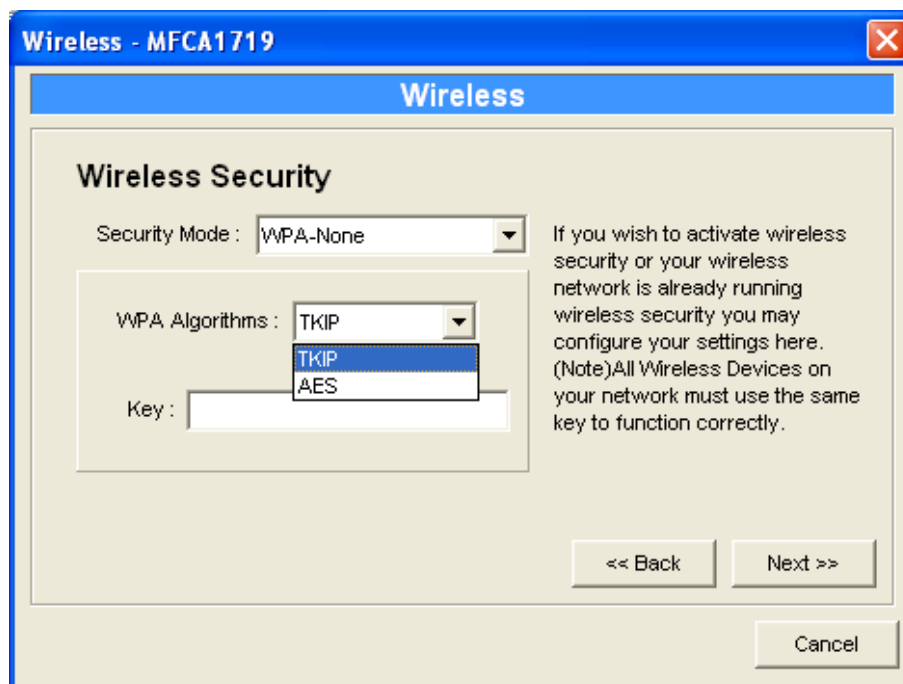 Wireless - MFCA1719
Wireless
Wireless Security
Security Mode : WPA-None
WPA Algorithms : TKIP
TKIP
AES
Key :
If you wish to activate wireless
security or your wireless
network is already running
wireless security you may
configure your settings here.
(Note)All Wireless Devices on
your network must use the same
key to function correctly.
<< Back Next >>
Cancel